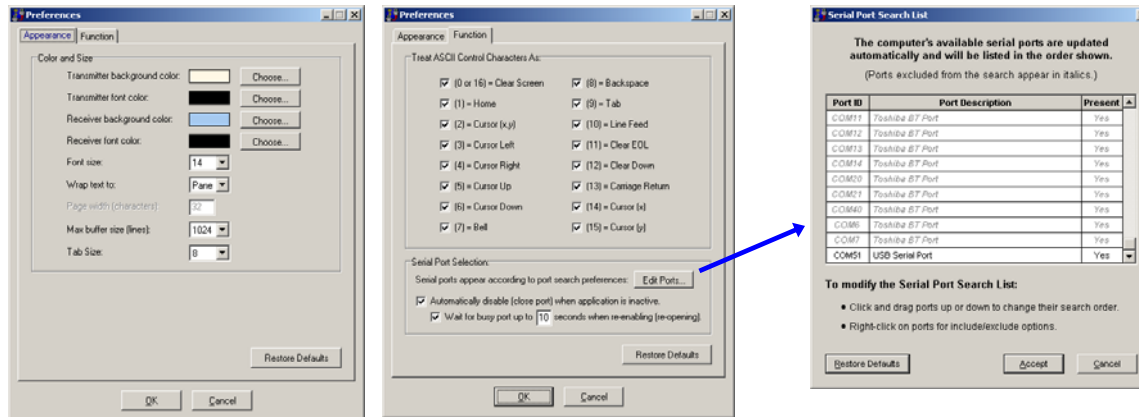 Preferences
Appearance Function
Color and Size
Transmitter background color: Choose...
Transmitter font color: Choose...
Receiver background color: Choose...
Receiver font color: Choose...
Font size: 14
Wrap text to: Pane
Page width (characters): 32
Max buffer size (lines): 1024
Tab Size: 8
Restore Defaults
OK Cancel
Preferences
Appearance Function
Treat ASCII Control Characters As:
(0 or 16) = Clear Screen (8) = Backspace
(1) = Home (9) = Tab
(2) = Cursor (x,y) (10) = Line Feed
(3) = Cursor Left (11) = Clear EOL
(4) = Cursor Right (12) = Clear Down
(5) = Cursor Up (13) = Carriage Return
(6) = Cursor Down (14) = Cursor (x)
(7) = Bell (15) = Cursor (y)
Serial Port Selection:
Serial ports appear according to port search preferences: Edit Ports...
Automatically disable (close port) when application is inactive.
Wait for busy port up to 10 seconds when re-enabling (re-opening).
Restore Defaults
OK Cancel
Serial Port Search List
The computer's available serial ports are updated
automatically and will be listed in the order shown.
(Ports excluded from the search appear in italics.)
Port ID Port Description Present
COM11 Toshiba BT Port Yes
COM12 Toshiba BT Port Yes
COM13 Toshiba BT Port Yes
COM14 Toshiba BT Port Yes
COM20 Toshiba BT Port Yes
COM21 Toshiba BT Port Yes
COM40 Toshiba BT Port Yes
COM6 Toshiba BT Port Yes
COM7 Toshiba BT Port Yes
COM51 USB Serial Port Yes
To modify the Serial Port Search List:
• Click and drag ports up or down to change their search order.
• Right-click on ports for include/exclude options.
Restore Defaults Accept Cancel